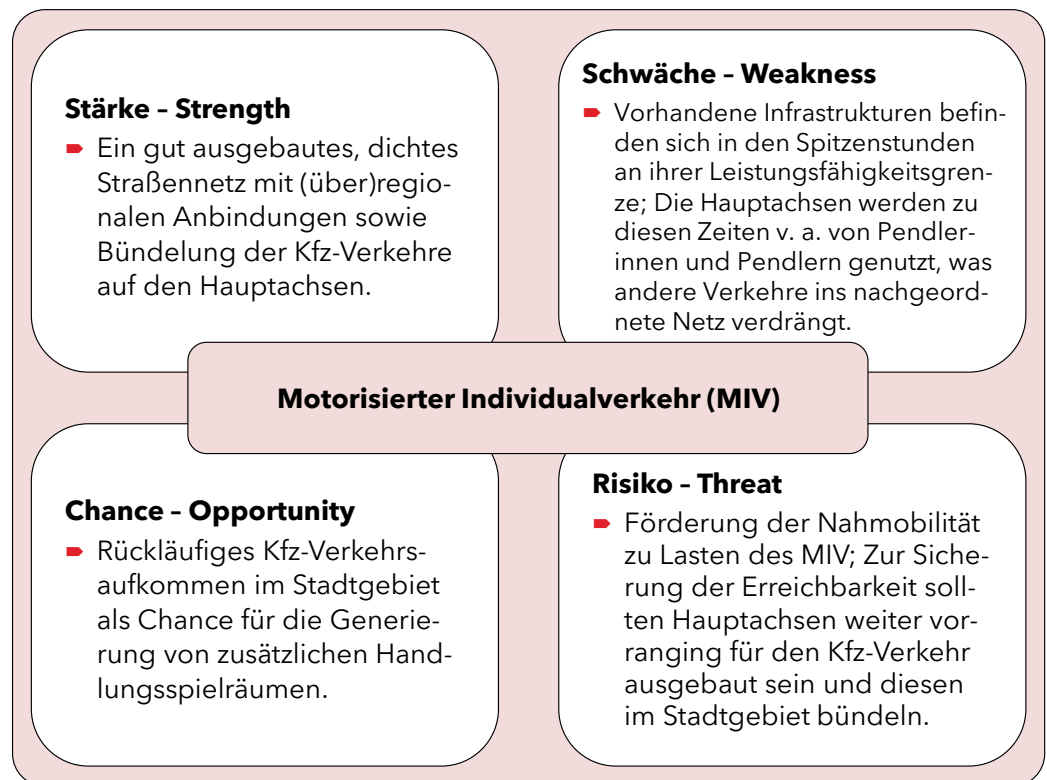 Stärke – Strength
Ein gut ausgebautes, dichtes
Straßennetz mit (über)regio-
nalen Anbindungen sowie
Bündelung der Kfz-Verkehre
auf den Hauptachsen.
Schwäche – Weakness
Vorhandene Infrastrukturen befin-
den sich in den Spitzenstunden
an ihrer Leistungsfähigkeitsgren-
ze; Die Hauptachsen werden zu
diesen Zeiten v. a. von Pendler-
innen und Pendlern genutzt, was
andere Verkehre ins nachgeord-
nete Netz verdrängt.
Motorisierter Individualverkehr (MIV)
Chance – Opportunity
Rückläufiges Kfz-Verkehrs-
aufkommen im Stadtgebiet
als Chance für die Generie-
rung von zusätzlichen Hand-
lungsspielräumen.
Risiko – Threat
Förderung der Nahmobilität
zu Lasten des MIV; Zur Siche-
rung der Erreichbarkeit soll-
ten Hauptachsen weiter vor-
ranging für den Kfz-Verkehr
ausgebaut sein und diesen
im Stadtgebiet bündeln.